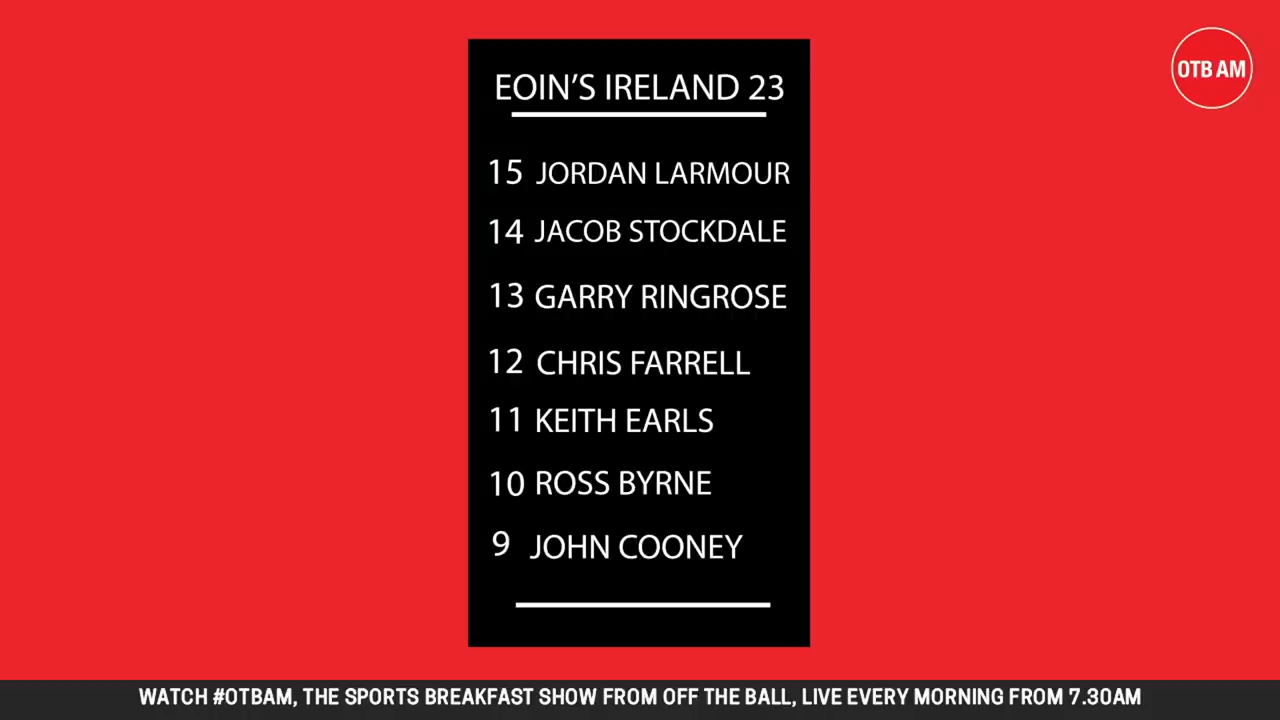 OTB AM
EOIN'S IRELAND 23
15 JORDAN LARMOUR
14 JACOB STOCKDALE
13 GARRY RINGROSE
12 CHRIS FARRELL
11 KEITH EARLS
10 ROSS BYRNE
9 JOHN COONEY
WATCH #OTBAM, THE SPORTS BREAKFAST SHOW FROM OFF THE BALL, LIVE EVERY MORNING FROM 7.30AM